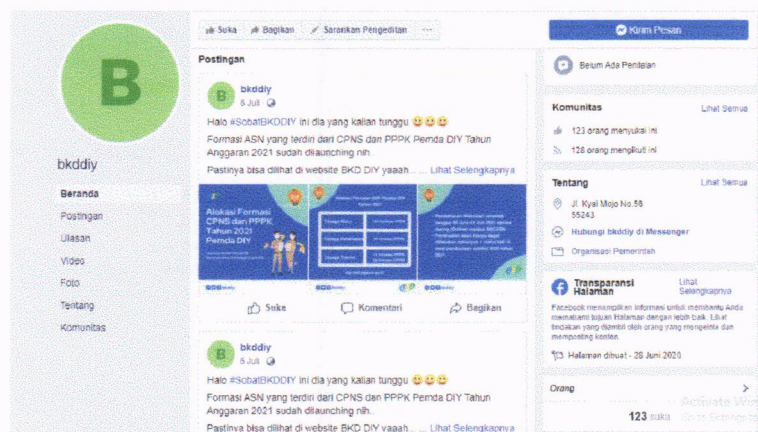 B
bkddiy
Beranda
Postingan
Ulasan
Video
Foto
Tentang
Komunitas
Suka Bagikan Sarankan Pengeditan ...
Postingan
B
bkddiy
6 Juli
Halo #SobatBKDDIY ini dia yang kalian tunggu
Formasi ASN yang terdiri dari CPNS dan PPPK Pemda DIY Tahun
Anggaran 2021 sudah dilaunching nih..
Pastinya bisa dilihat di website BKD DIY yaaah..... Lihat Selengkapnya
Alokasi Formasi
CPNS dan PPPK
Tahun 2021
Pemda DIY
Suka Komentari Bagikan
B
bkddiy
6 Juli
Halo #SobatBKDDIY ini dia yang kalian tunggu
Formasi ASN yang terdiri dari CPNS dan PPPK Pemda DIY Tahun
Anggaran 2021 sudah dilaunching nih..
Pastinya bisa dilihat di website BKD DIY yaaah..... Lihat Selengkapnya
Kirim Pesan
Belum Ada Penilaian
Komunitas Lihat Semua
123 orang menyukai ini
128 orang mengikuti ini
Tentang Lihat Semua
Jl. Kyai Mojo No.56
55243
Hubungi bkddiy di Messenger
Organisasi Pemerintah
Transparansi Lihat
Halaman Selengkapnya
Facebook menampilkan informasi untuk membantu Anda
memahami tujuan Halaman dengan lebih baik. Lihat
tindakan yang diambil oleh orang yang mengelola dan
memposting konten.
Halaman dibuat - 28 Juni 2020
Orang
123 suka
Activate Win
Go to Settings to